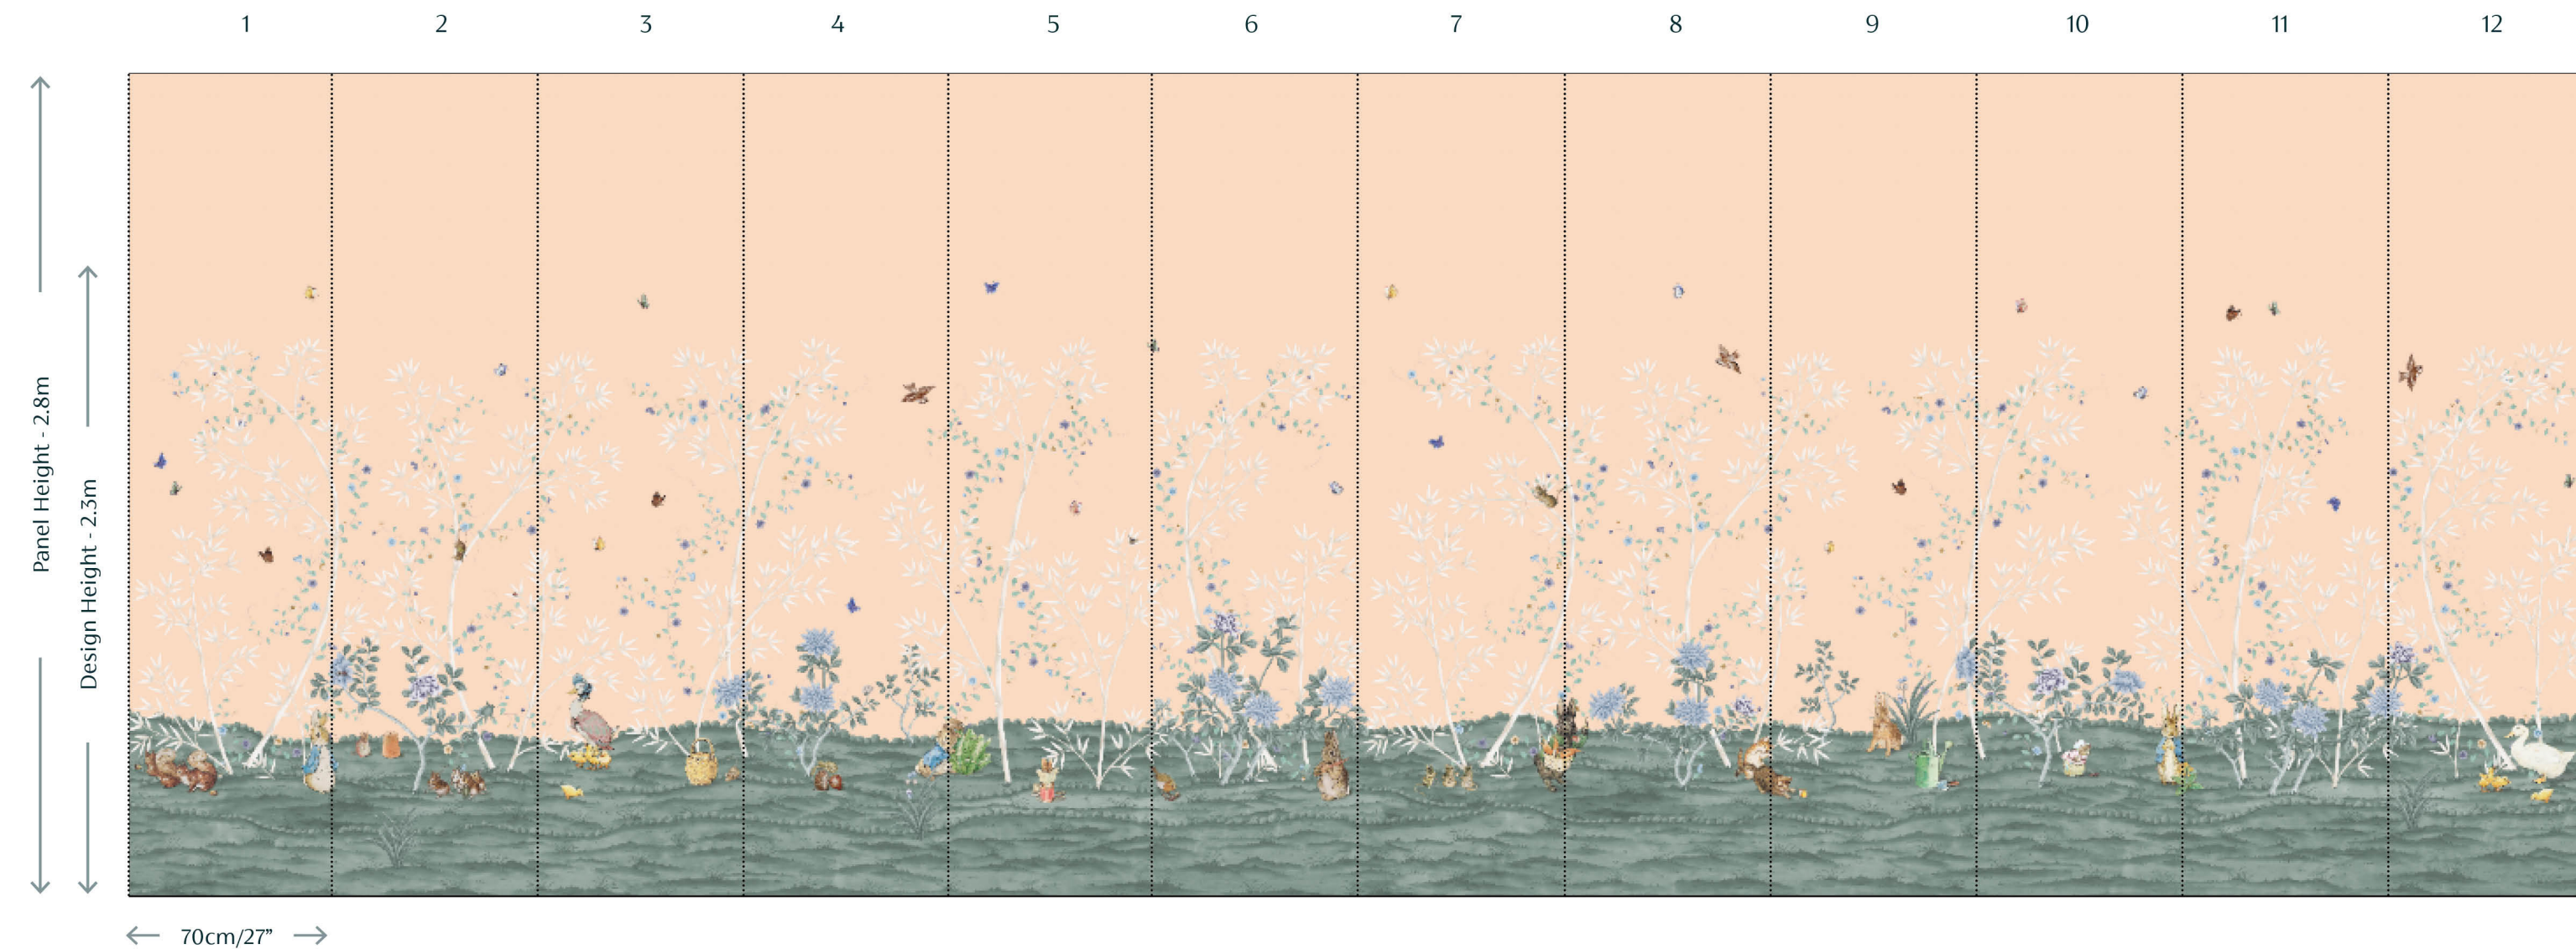 1 2 3 4 5 6 7 8 9 10 11 12
Panel Height - 2.8m
Design Height - 2.3m
70cm/27”